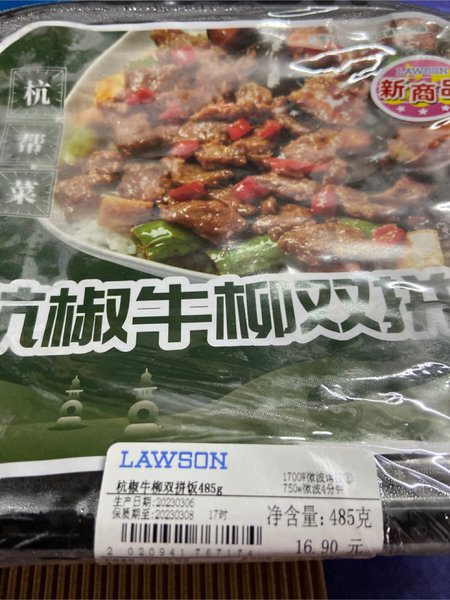 杭
帮
菜
LAWSON
新商品
杭椒牛柳双拼
LAWSON
杭椒牛柳双拼饭485g
生产日期:20230306
保质期至:20230308 17时
1700W微波
750w微波4分钟
净含量:485克
16.90 元
2 020941 767174